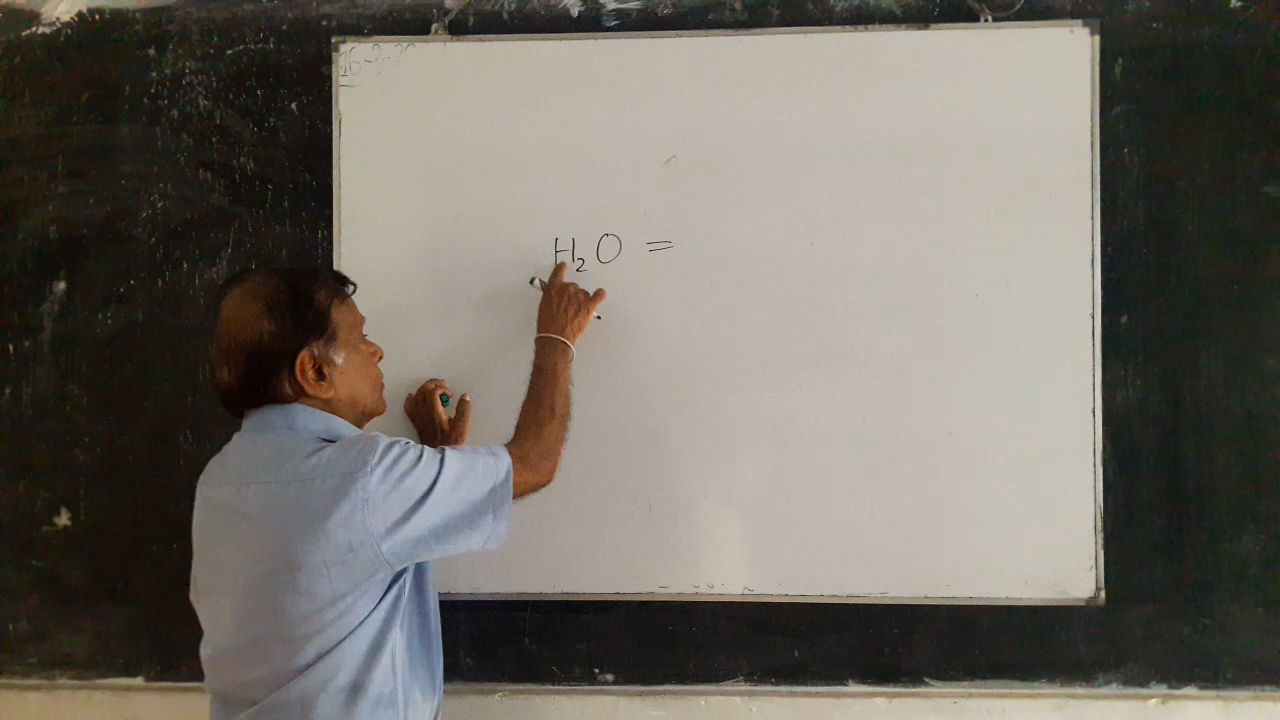 H₂O =